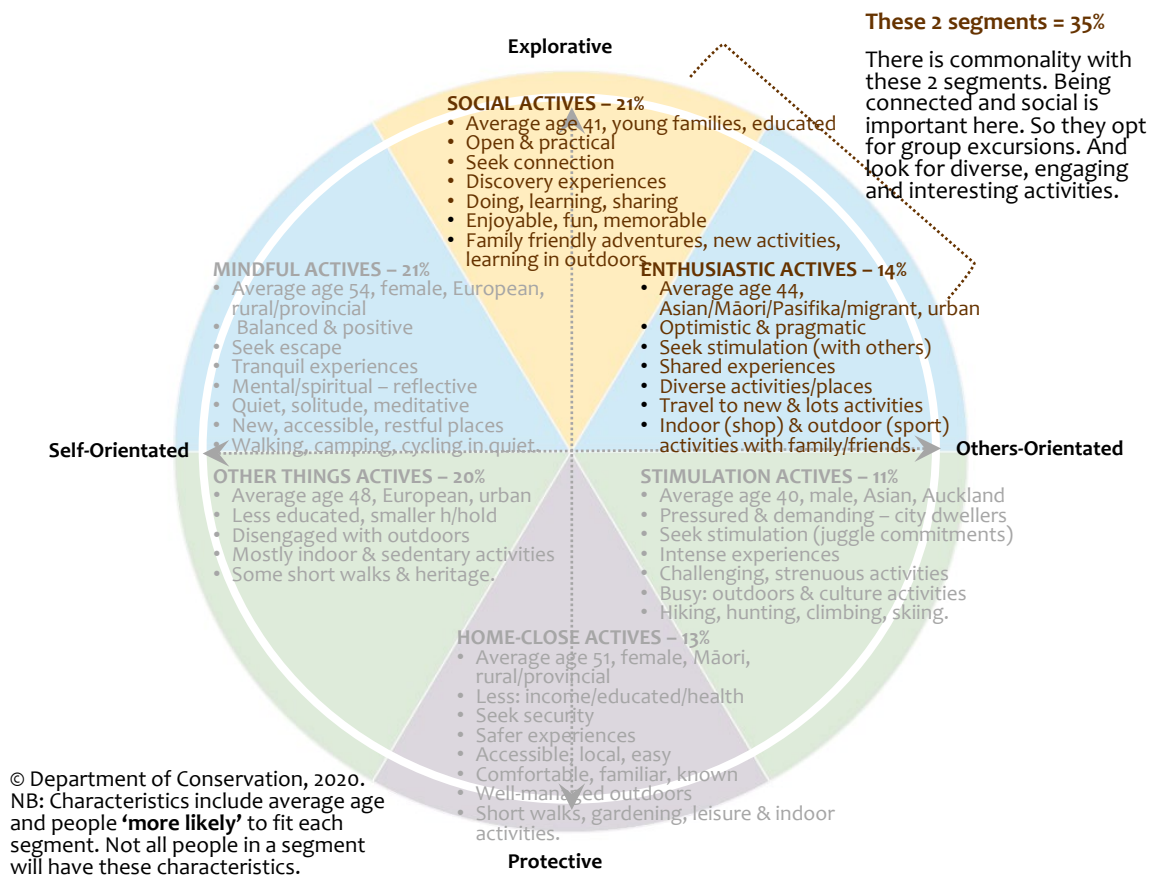 These 2 segments = 35%
There is commonality with
these 2 segments. Being
connected and social is
important here. So they opt
for group excursions. And
look for diverse, engaging
and interesting activities.
Explorative
SOCIAL ACTIVES – 21%
• Average age 41, young families, educated
• Open & practical
• Seek connection
• Discovery experiences
• Doing, learning, sharing
• Enjoyable, fun, memorable
• Family friendly adventures, new activities,
learning in outdoors
MINDFUL ACTIVES – 21%
• Average age 54, female, European,
rural/provincial
• Balanced & positive
• Seek escape
• Tranquil experiences
• Mental/spiritual – reflective
• Quiet, solitude, meditative
• New, accessible, restful places
• Walking, camping, cycling in quiet.
ENTHUSIASTIC ACTIVES – 14%
• Average age 44,
Asian/Māori/Pasifika/migrant, urban
• Optimistic & pragmatic
• Seek stimulation (with others)
• Shared experiences
• Diverse activities/places
• Travel to new & lots activities
• Indoor (shop) & outdoor (sport)
activities with family/friends.
Self-Orientated
Others-Orientated
OTHER THINGS ACTIVES – 20%
• Average age 48, European, urban
• Less educated, smaller h/hold
• Disengaged with outdoors
• Mostly indoor & sedentary activities
• Some short walks & heritage.
STIMULATION ACTIVES – 11%
• Average age 40, male, Asian, Auckland
• Pressured & demanding – city dwellers
• Seek stimulation (juggle commitments)
• Intense experiences
• Challenging, strenuous activities
• Busy: outdoors & culture activities
• Hiking, hunting, climbing, skiing.
HOME-CLOSE ACTIVES – 13%
• Average age 51, female, Māori,
rural/provincial
• Less: income/educated/health
• Seek security
• Safer experiences
• Accessible, local, easy
• Comfortable, familiar, known
• Well-managed outdoors
• Short walks, gardening, leisure & indoor
activities.
Protective
© Department of Conservation, 2020.
NB: Characteristics include average age
and people ‘more likely’ to fit each
segment. Not all people in a segment
will have these characteristics.